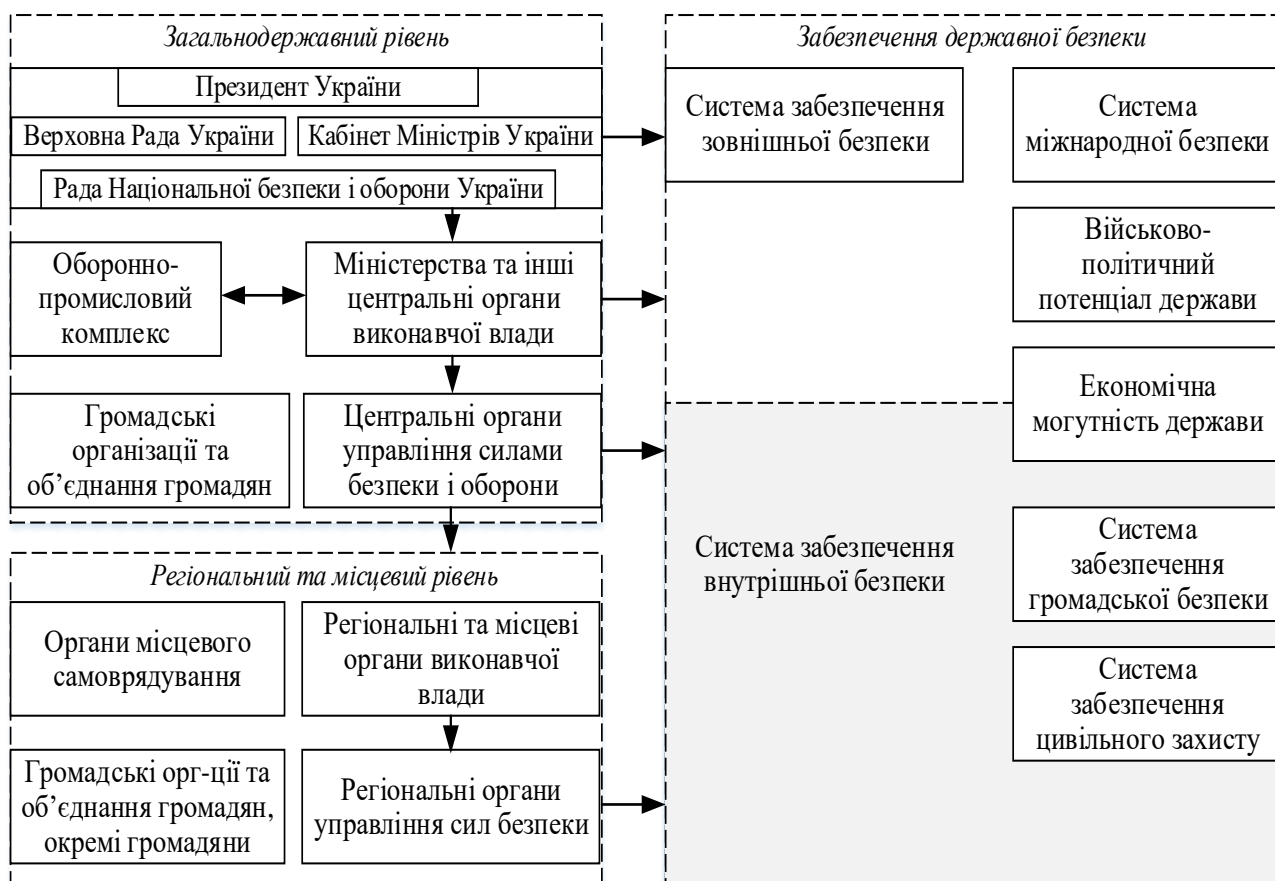 Загальнодержавний рівень
Президент України
Верховна Рада України
Кабінет Міністрів України
Рада Національної безпеки і оборони України
Оборонно-
промисловий
комплекс
Міністерства та інші
центральні органи
виконавчої влади
Громадські
організації та
об’єднання громадян
Центральні органи
управління силами
безпеки і оборони
Регіональний та місцевий рівень
Органи місцевого
самоврядування
Регіональні та місцеві
органи виконавчої
влади
Громадські орг-ції та
об’єднання громадян,
окремі громадяни
Регіональні органи
управління сил безпеки
Забезпечення державної безпеки
Система забезпечення
зовнішньої безпеки
Система
міжнародної безпеки
Військово-
політичний
потенціал держави
Економічна
могутність держави
Система забезпечення
внутрішньої безпеки
Система
забезпечення
громадської безпеки
Система
забезпечення
цивільного захисту